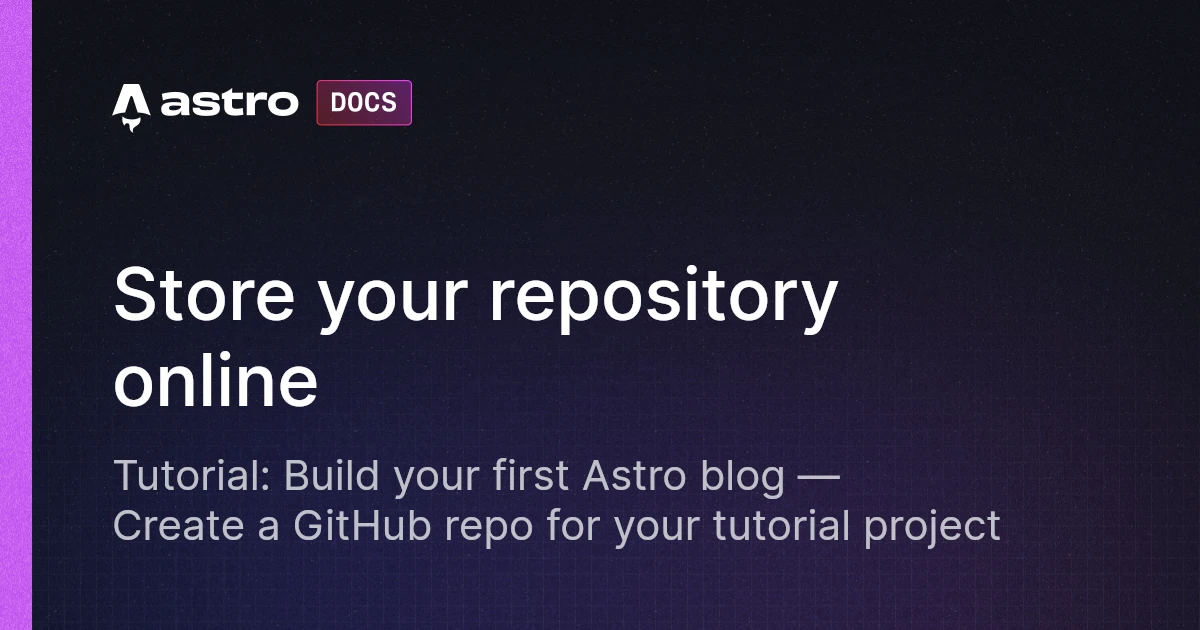 astro DOCS
Store your repository
online
Tutorial: Build your first Astro blog —
Create a GitHub repo for your tutorial project